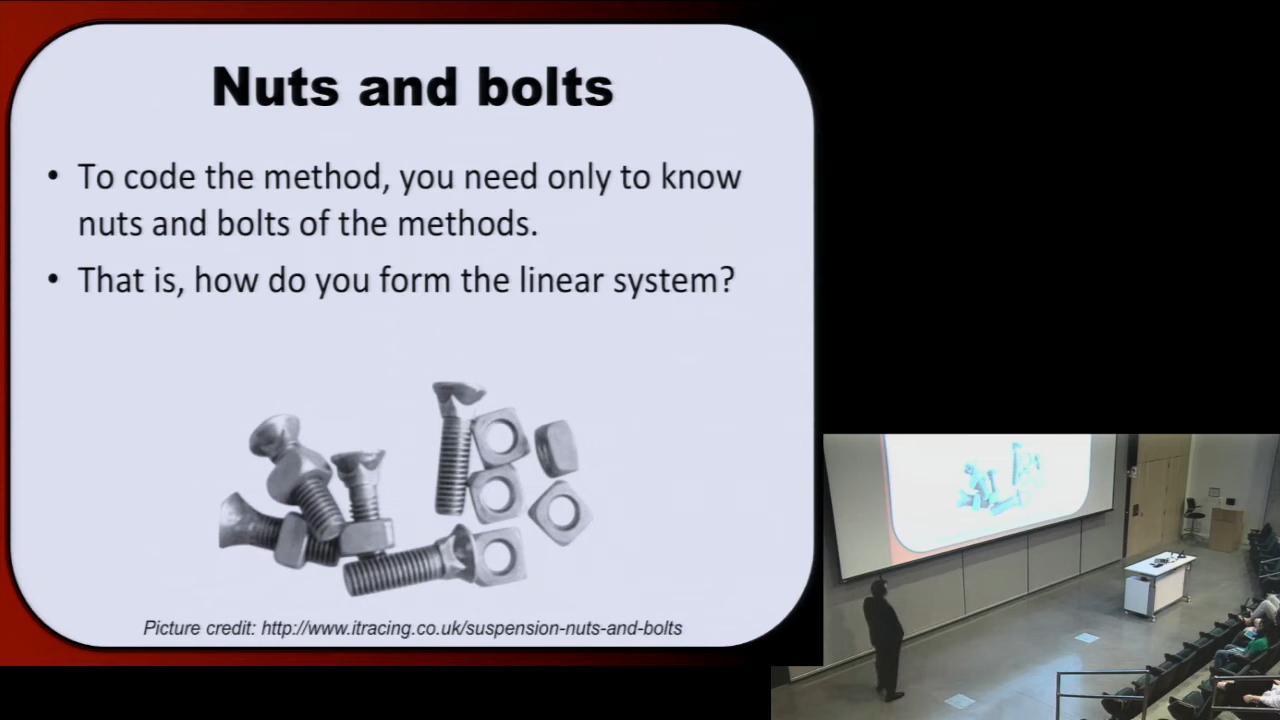 Nuts and bolts
• To code the method, you need only to know
nuts and bolts of the methods.
• That is, how do you form the linear system?
Picture credit: http://www.itracing.co.uk/suspension-nuts-and-bolts